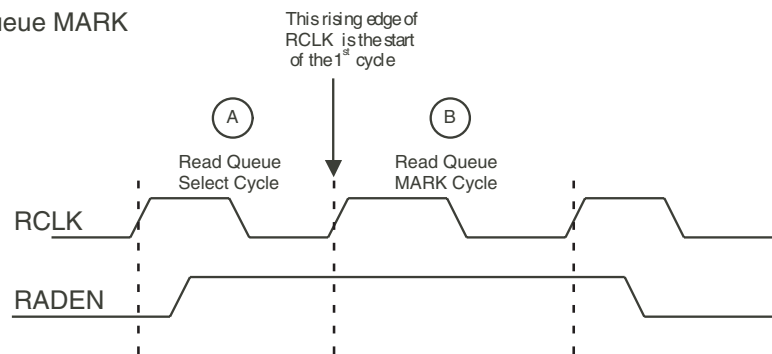 MARK
This rising edge of
RCLK is the start
of the 1st cycle
A
B
Read Queue
Select Cycle
Read Queue
MARK Cycle
RCLK
RADEN